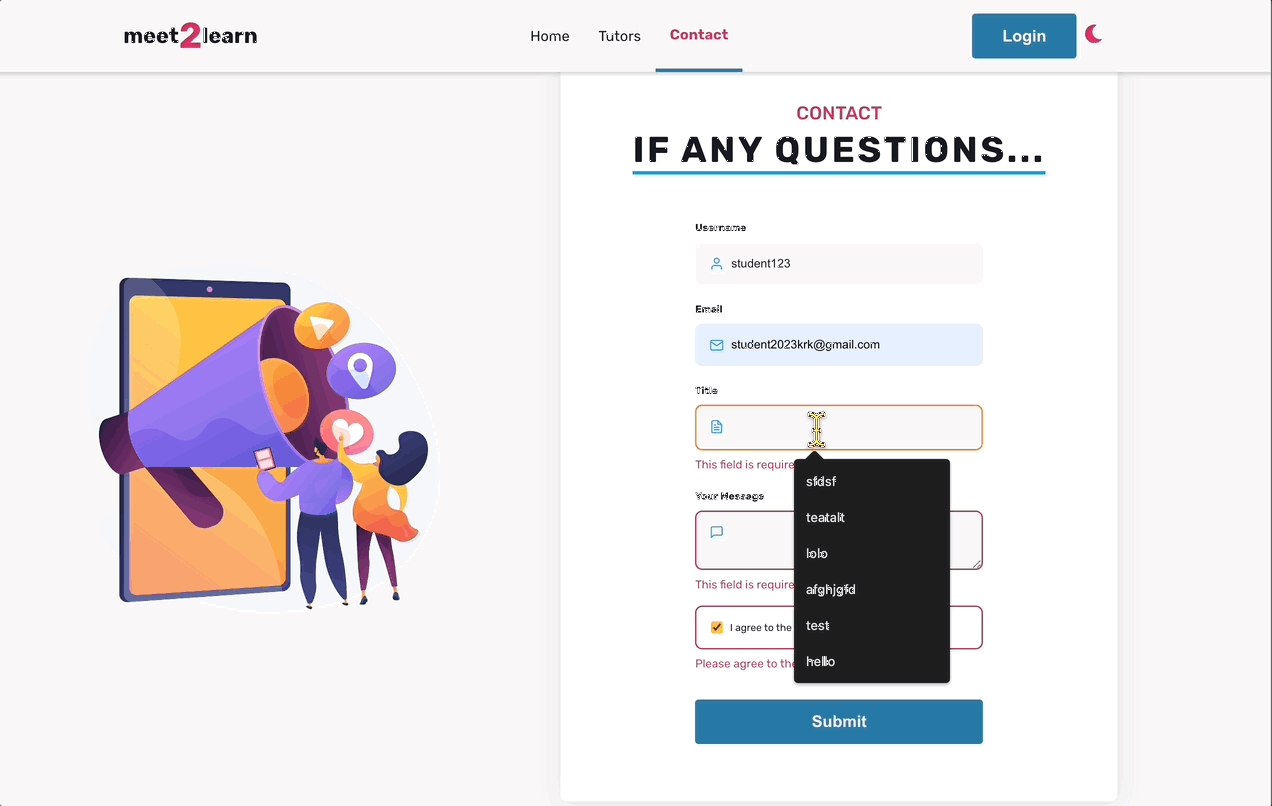 meet2learn
Home Tutors Contact
Login
CONTACT
IF ANY QUESTIONS...
Username
student123
Email
student2023krk@gmail.com
Title
This field is require
sfdsf
teatalt
Your Message
lolo
This field is require
afghjgfd
I agree to the
test
Please agree to the
hello
Submit